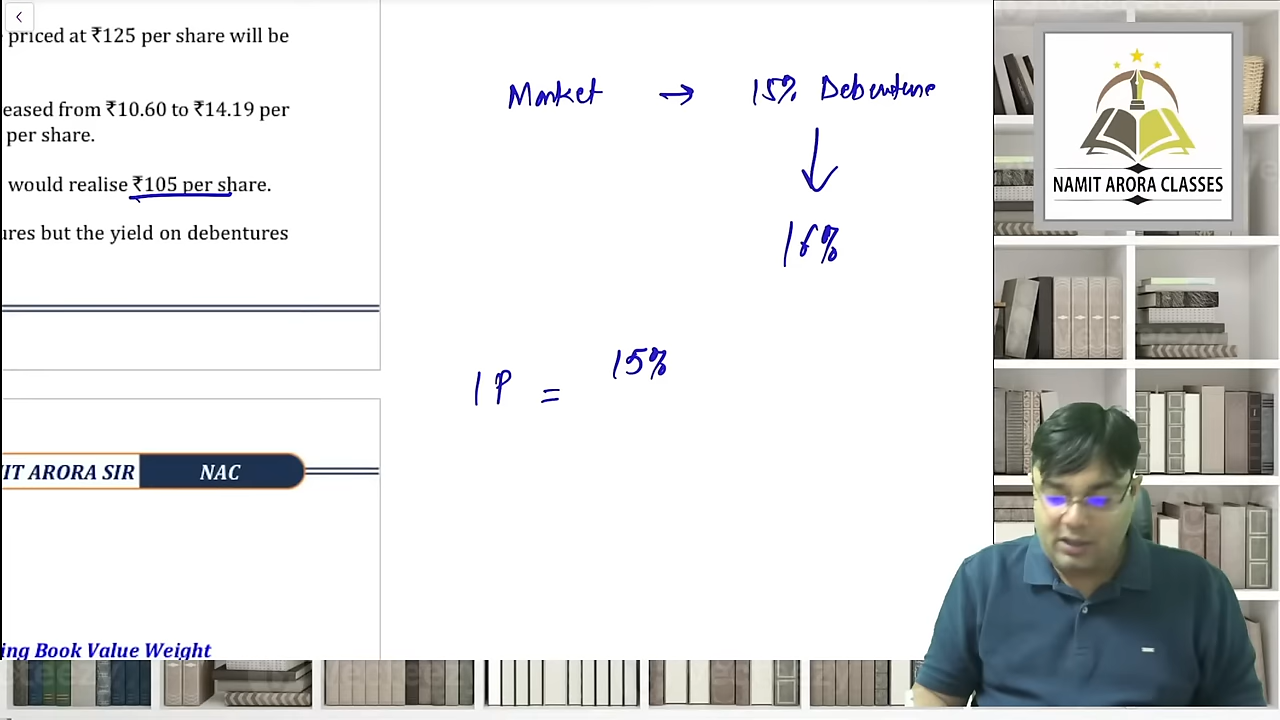 priced at ₹125 per share will be
eased from ₹10.60 to ₹14.19 per
per share.
would realise ₹105 per share.
ures but the yield on debentures
IT ARORA SIR NAC
ing Book Value Weight
Market → 15% Debenture
16%
IP = 15%
NAMIT ARORA CLASSES